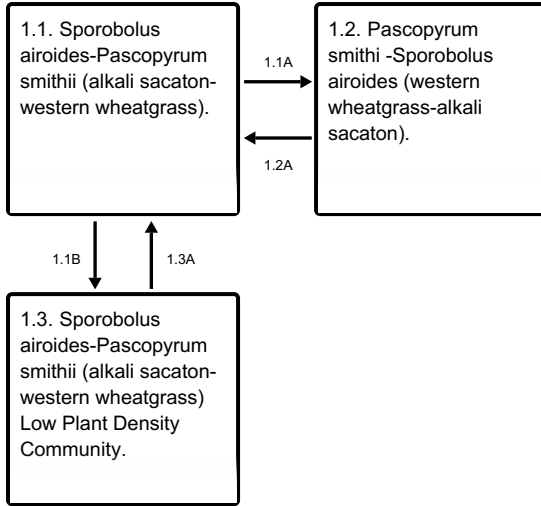 1.1. Sporobolus
airoides-Pascopyrum
smithii (alkali sacaton-
western wheatgrass).
1.1A
1.2. Pascopyrum
smithi -Sporobolus
airoides (western
wheatgrass-alkali
sacaton).
1.2A
1.1B
1.3A
1.3. Sporobolus
airoides-Pascopyrum
smithii (alkali sacaton-
western wheatgrass)
Low Plant Density
Community.